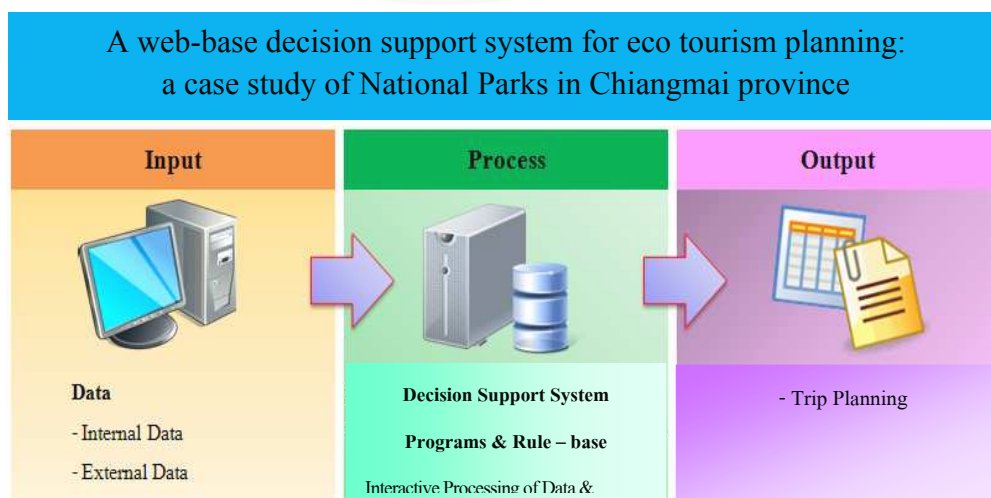 A web-base decision support system for eco tourism planning:
a case study of National Parks in Chiangmai province
Input
Process
Output
Data
- Internal Data
- External Data
Decision Support System
Programs & Rule – base
Interactive Processing of Data &
- Trip Planning